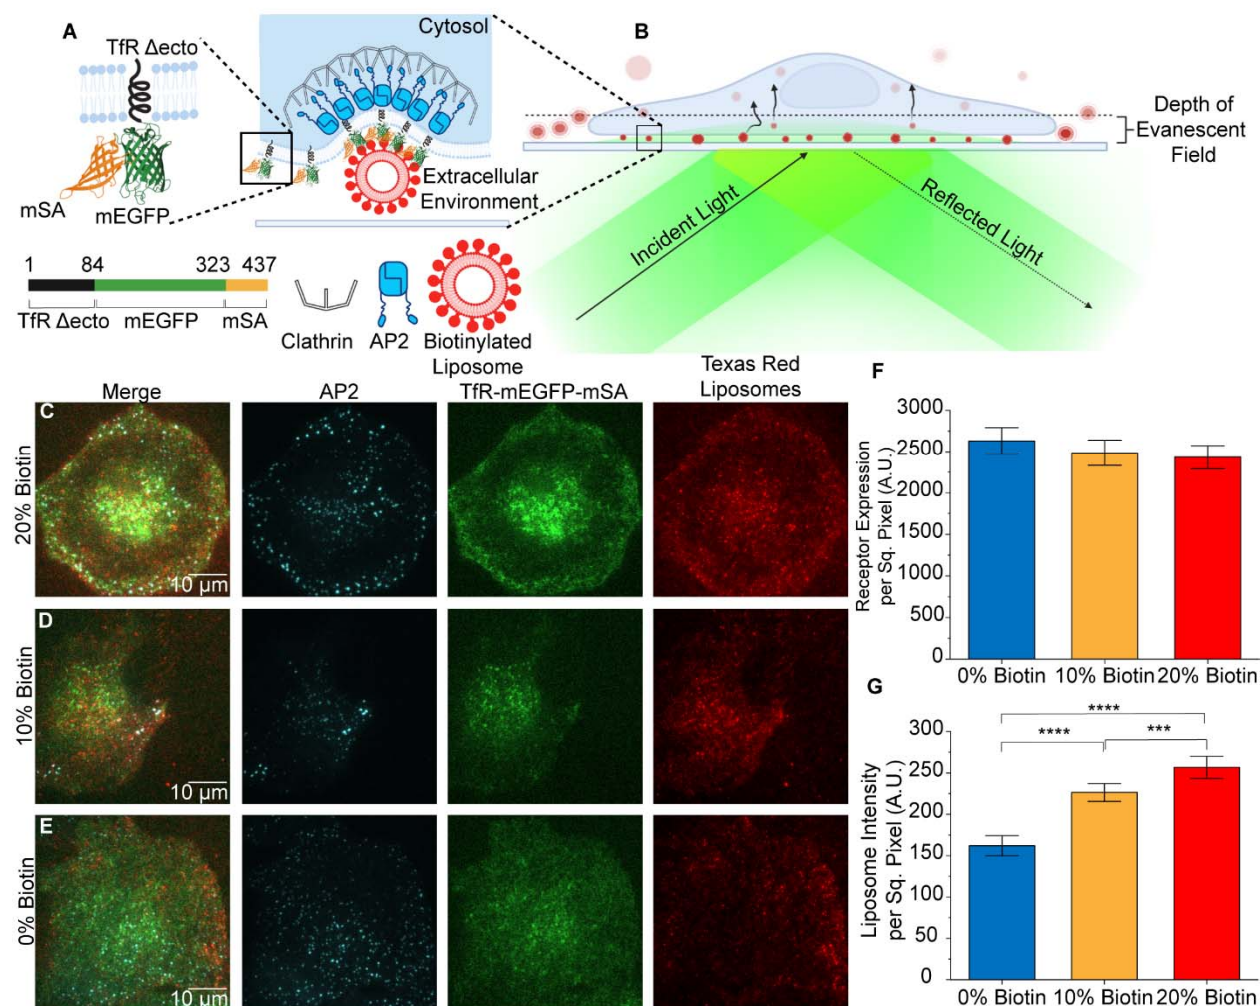 A
TfR Δecto
mSA
mEGFP
1 84 323 437
TfR Δecto mEGFP mSA
Cytosol
Extracellular
Environment
Clathrin
AP2
Biotinylated
Liposome
B
Depth of
Evanescent
Field
Incident Light
Reflected Light
Merge
AP2
TfR-mEGFP-mSA
Texas Red
Liposomes
C
20% Biotin
10 µm
D
10% Biotin
10 µm
E
0% Biotin
10 µm
F
Receptor Expression
per Sq. Pixel (A.U.)
3000
2500
2000
1500
1000
500
0
0% Biotin 10% Biotin 20% Biotin
G
Liposome Intensity
per Sq. Pixel (A.U.)
300
250
200
150
100
50
0
****
**** ***
0% Biotin 10% Biotin 20% Biotin